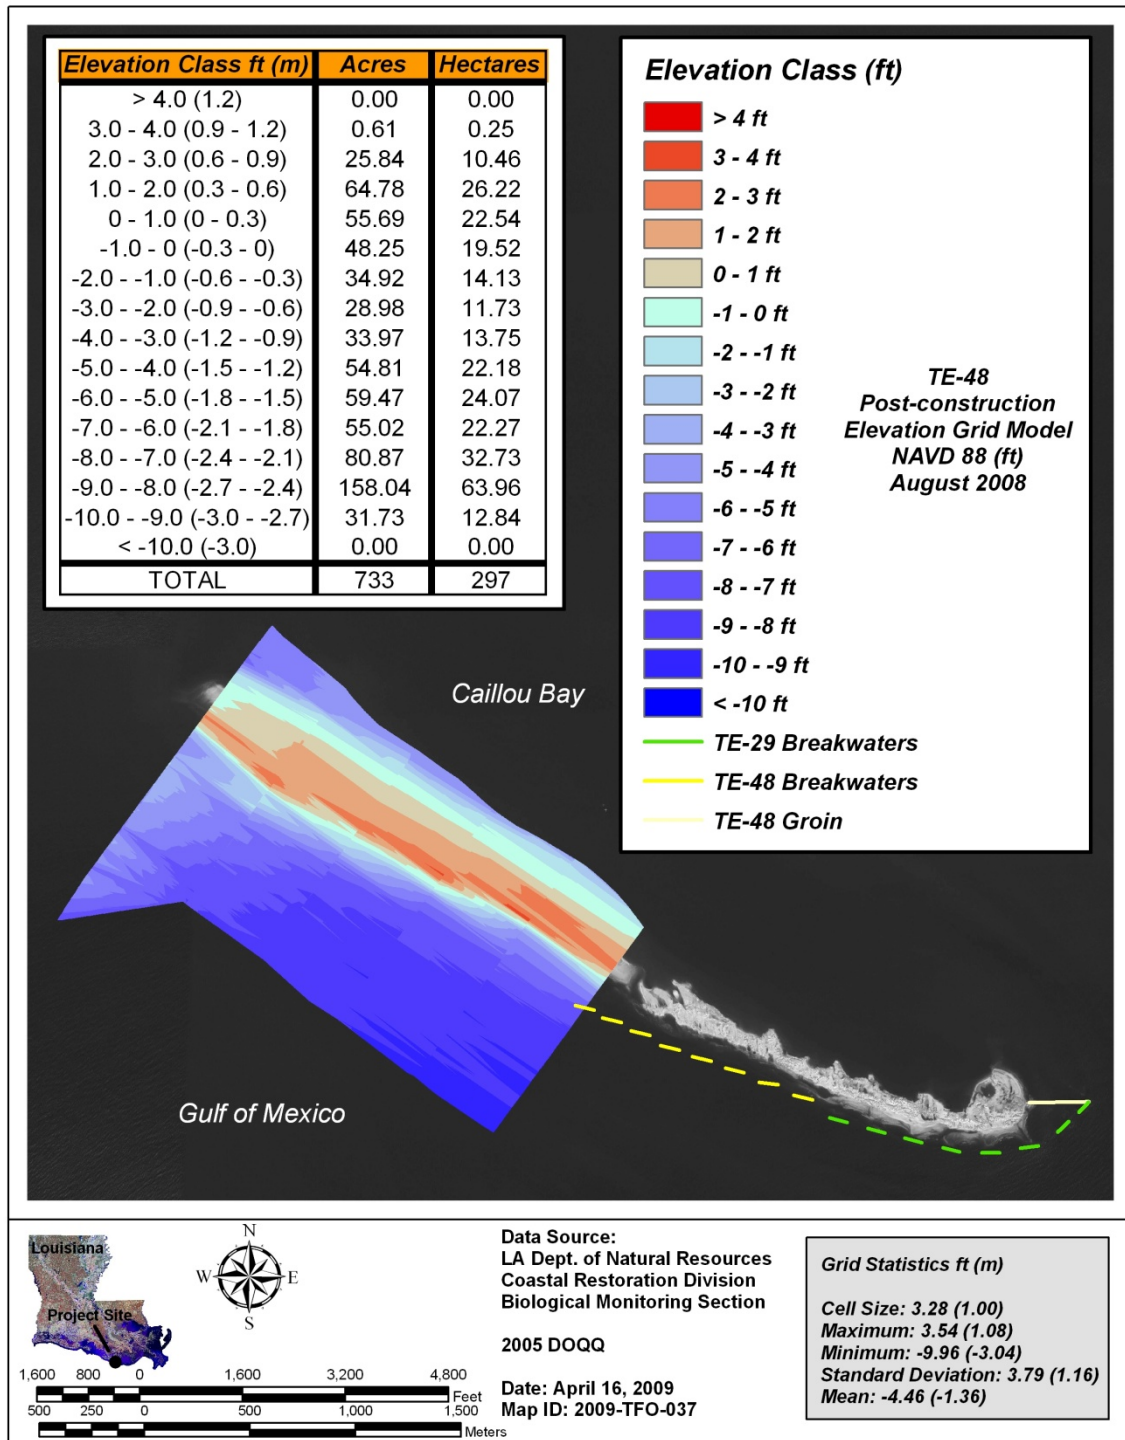 Elevation Class ft (m) Acres Hectares
> 4.0 (1.2) 0.00 0.00
3.0 - 4.0 (0.9 - 1.2) 0.61 0.25
2.0 - 3.0 (0.6 - 0.9) 25.84 10.46
1.0 - 2.0 (0.3 - 0.6) 64.78 26.22
0 - 1.0 (0 - 0.3) 55.69 22.54
-1.0 - 0 (-0.3 - 0) 48.25 19.52
-2.0 - -1.0 (-0.6 - -0.3) 34.92 14.13
-3.0 - -2.0 (-0.9 - -0.6) 28.98 11.73
-4.0 - -3.0 (-1.2 - -0.9) 33.97 13.75
-5.0 - -4.0 (-1.5 - -1.2) 54.81 22.18
-6.0 - -5.0 (-1.8 - -1.5) 59.47 24.07
-7.0 - -6.0 (-2.1 - -1.8) 55.02 22.27
-8.0 - -7.0 (-2.4 - -2.1) 80.87 32.73
-9.0 - -8.0 (-2.7 - -2.4) 158.04 63.96
-10.0 - -9.0 (-3.0 - -2.7) 31.73 12.84
< -10.0 (-3.0) 0.00 0.00
TOTAL 733 297
Elevation Class (ft)
> 4 ft
3 - 4 ft
2 - 3 ft
1 - 2 ft
0 - 1 ft
-1 - 0 ft
-2 - -1 ft
-3 - -2 ft
-4 - -3 ft
-5 - -4 ft
-6 - -5 ft
-7 - -6 ft
-8 - -7 ft
-9 - -8 ft
-10 - -9 ft
< -10 ft
TE-29 Breakwaters
TE-48 Breakwaters
TE-48 Groin
TE-48
Post-construction
Elevation Grid Model
NAVD 88 (ft)
August 2008
Caillou Bay
Gulf of Mexico
Louisiana
Project Site
N
W E
S
1,600 800 0 1,600 3,200 4,800
Feet
500 250 0 500 1,000 1,500
Meters
Data Source:
LA Dept. of Natural Resources
Coastal Restoration Division
Biological Monitoring Section
2005 DOQQ
Date: April 16, 2009
Map ID: 2009-TFO-037
Grid Statistics ft (m)
Cell Size: 3.28 (1.00)
Maximum: 3.54 (1.08)
Minimum: -9.96 (-3.04)
Standard Deviation: 3.79 (1.16)
Mean: -4.46 (-1.36)